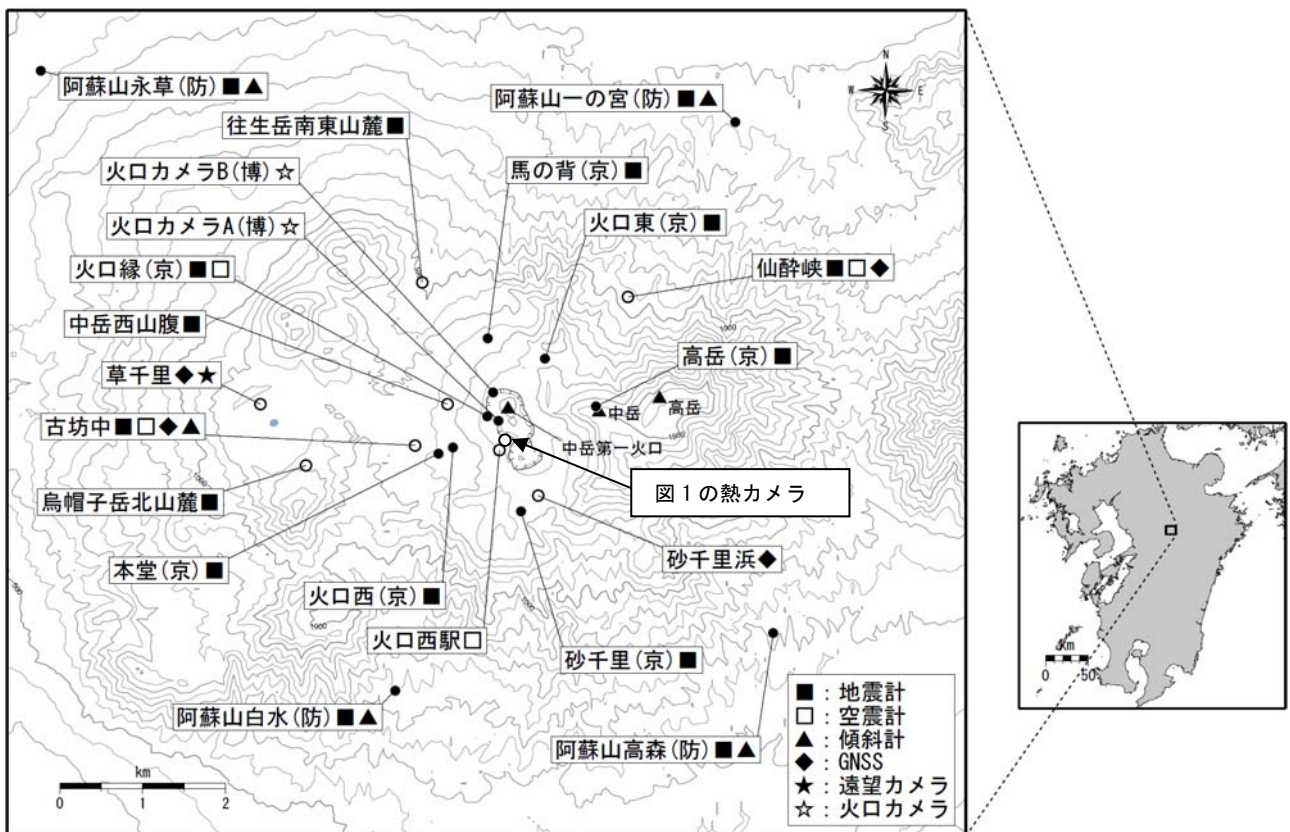 N
W
E
S
阿蘇山永草(防)■▲
阿蘇山一の宮(防)■▲
往生岳南東山麓■
火口カメラB(博)☆
馬の背(京)■
火口カメラA(博)☆
火口東(京)■
火口縁(京)■□
仙酔峡■□◆
中岳西山腹■
高岳(京)■
草千里◆★
中岳
高岳
古坊中■□◆▲
中岳第一火口
図1の熱カメラ
烏帽子岳北山麓■
砂千里浜◆
本堂(京)■
火口西(京)■
火口西駅□
砂千里(京)■
阿蘇山白水(防)■▲
阿蘇山高森(防)■▲
■:地震計
□:空震計
▲:傾斜計
◆:GNSS
★:遠望カメラ
☆:火口カメラ
km
0 1 2
km
0 50
1000
1000
1000